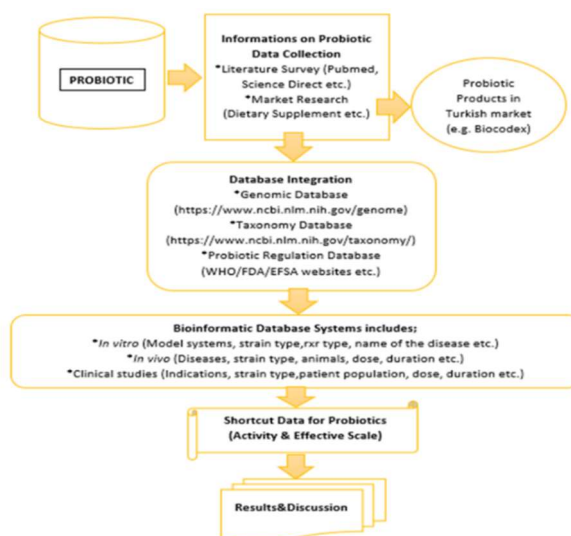 PROBIOTIC
Informations on Probiotic
Data Collection
*Literature Survey (Pubmed,
Science Direct etc.)
*Market Research
(Dietary Supplement etc.)
Probiotic
Products in
Turkish market
(e.g. Biocodex)
Database Integration
*Genomic Database
(https://www.ncbi.nlm.nih.gov/genome)
*Taxonomy Database
(https://www.ncbi.nlm.nih.gov/taxonomy/)
*Probiotic Regulation Database
(WHO/FDA/EFSA websites etc.)
Bioinformatic Database Systems includes;
*In vitro (Model systems, strain type,rxr type, name of the disease etc.)
*In vivo (Diseases, strain type, animals, dose, duration etc.)
*Clinical studies (Indications, strain type,patient population, dose, duration etc.)
Shortcut Data for Probiotics
(Activity & Effective Scale)
Results&Discussion